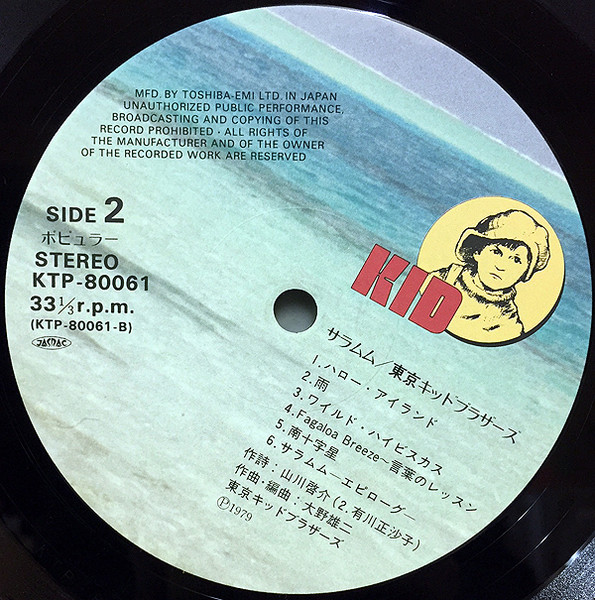 MFD. BY TOSHIBA-EMI LTD. IN JAPAN
UNAUTHORIZED PUBLIC PERFORMANCE,
BROADCASTING AND COPYING OF THIS
RECORD PROHIBITED · ALL RIGHTS OF
THE MANUFACTURER AND OF THE OWNER
OF THE RECORDED WORK ARE RESERVED
SIDE 2
ポピュラー
STEREO
KTP-80061
33 1/3 r.p.m.
(KTP-80061-B)
JASRAC
KID
サラムム/東京キッドブラザース
1.ハロー・アイランド
2.雨
3.ワイルド・ハイビスカス
4.Fagaloa Breeze~言葉のレッスン
5.南十字星
6.サラムム―エピローグ―
作詩:山川啓介(2.有川正沙子)
作曲・編曲:大野雄二
東京キッドブラザーズ
Ⓟ1979